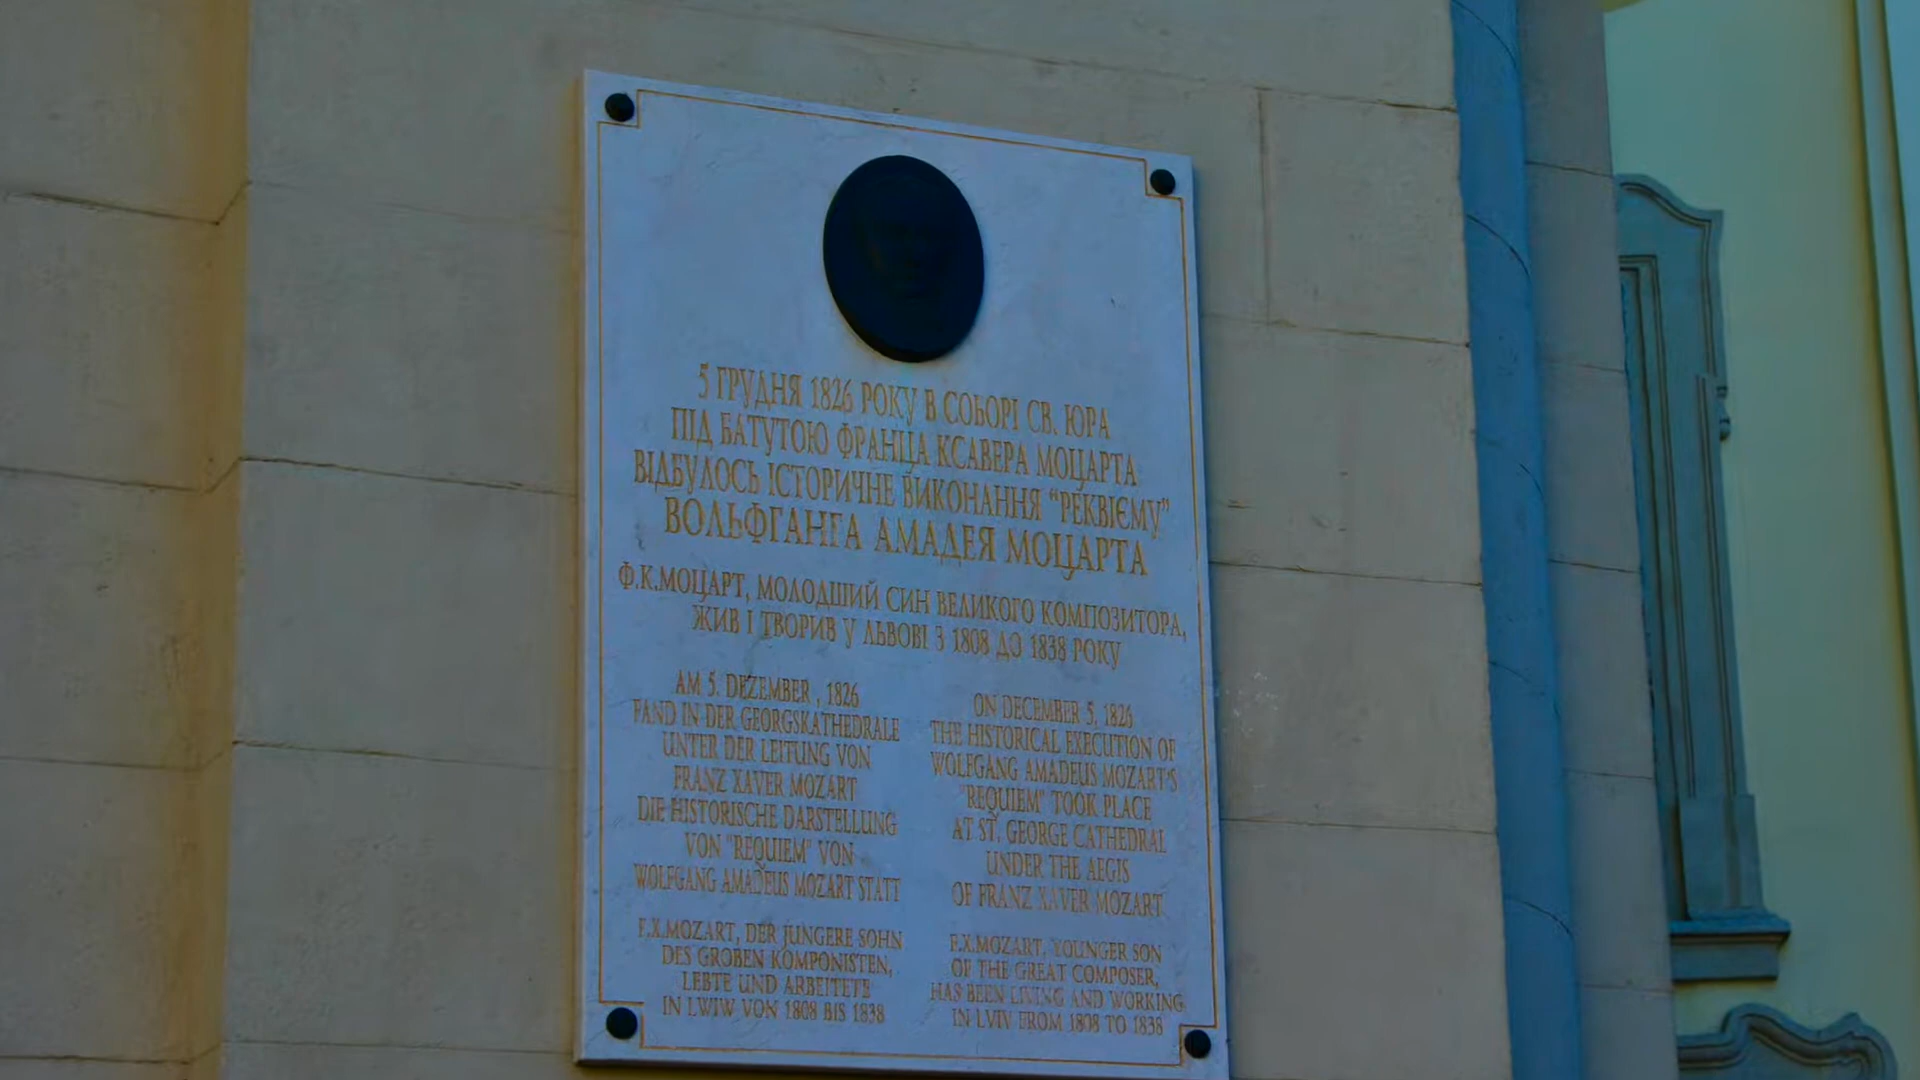 5 ГРУДНЯ 1826 РОКУ В СОБОРІ СВ. ЮРА
ПІД БАТУТОЮ ФРАНЦА КСАВЕРА МОЦАРТА
ВІДБУЛОСЬ ІСТОРИЧНЕ ВИКОНАННЯ "РЕКВІЄМУ"
ВОЛЬФГАНГА АМАДЕЯ МОЦАРТА
Ф.К.МОЦАРТ, МОЛОДШИЙ СИН ВЕЛИКОГО КОМПОЗИТОРА,
ЖИВ І ТВОРИВ У ЛЬВОВІ З 1808 ДО 1838 РОКУ
AM 5. DEZEMBER , 1826
FAND IN DER GEORGSKATHEDRALE
UNTER DER LEITUNG VON
FRANZ XAVER MOZART
DIE HISTORISCHE DARSTELLUNG
VON "REQUIEM" VON
WOLFGANG AMADEUS MOZART STATT
F.X.MOZART, DER JUNGERE SOHN
DES GROBEN KOMPONISTEN,
LEBTE UND ARBEITETE
IN LWIW VON 1808 BIS 1838
ON DECEMBER 5, 1826
THE HISTORICAL EXECUTION OF
WOLFGANG AMADEUS MOZART'S
"REQUIEM" TOOK PLACE
AT ST. GEORGE CATHEDRAL
UNDER THE AEGIS
OF FRANZ XAVER MOZART
F.X.MOZART, YOUNGER SON
OF THE GREAT COMPOSER,
HAS BEEN LIVING AND WORKING
IN LVIV FROM 1808 TO 1838